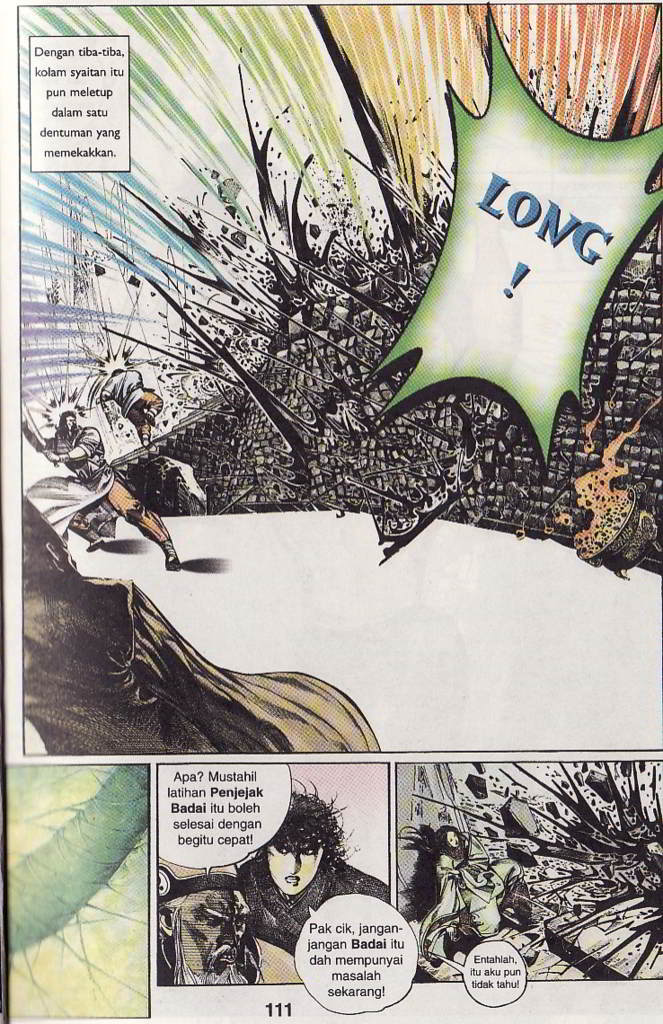 Dengan tiba-tiba,
kolam syaitan itu
pun meletup
dalam satu
dentuman yang
memekakkan.
LONG
!
Apa? Mustahil
latihan Penjejak
Badai itu boleh
selesai dengan
begitu cepat!
Pak cik, jangan-
jangan Badai itu
dah mempunyai
masalah
sekarang!
Entahlah,
itu aku pun
tidak tahu!
111